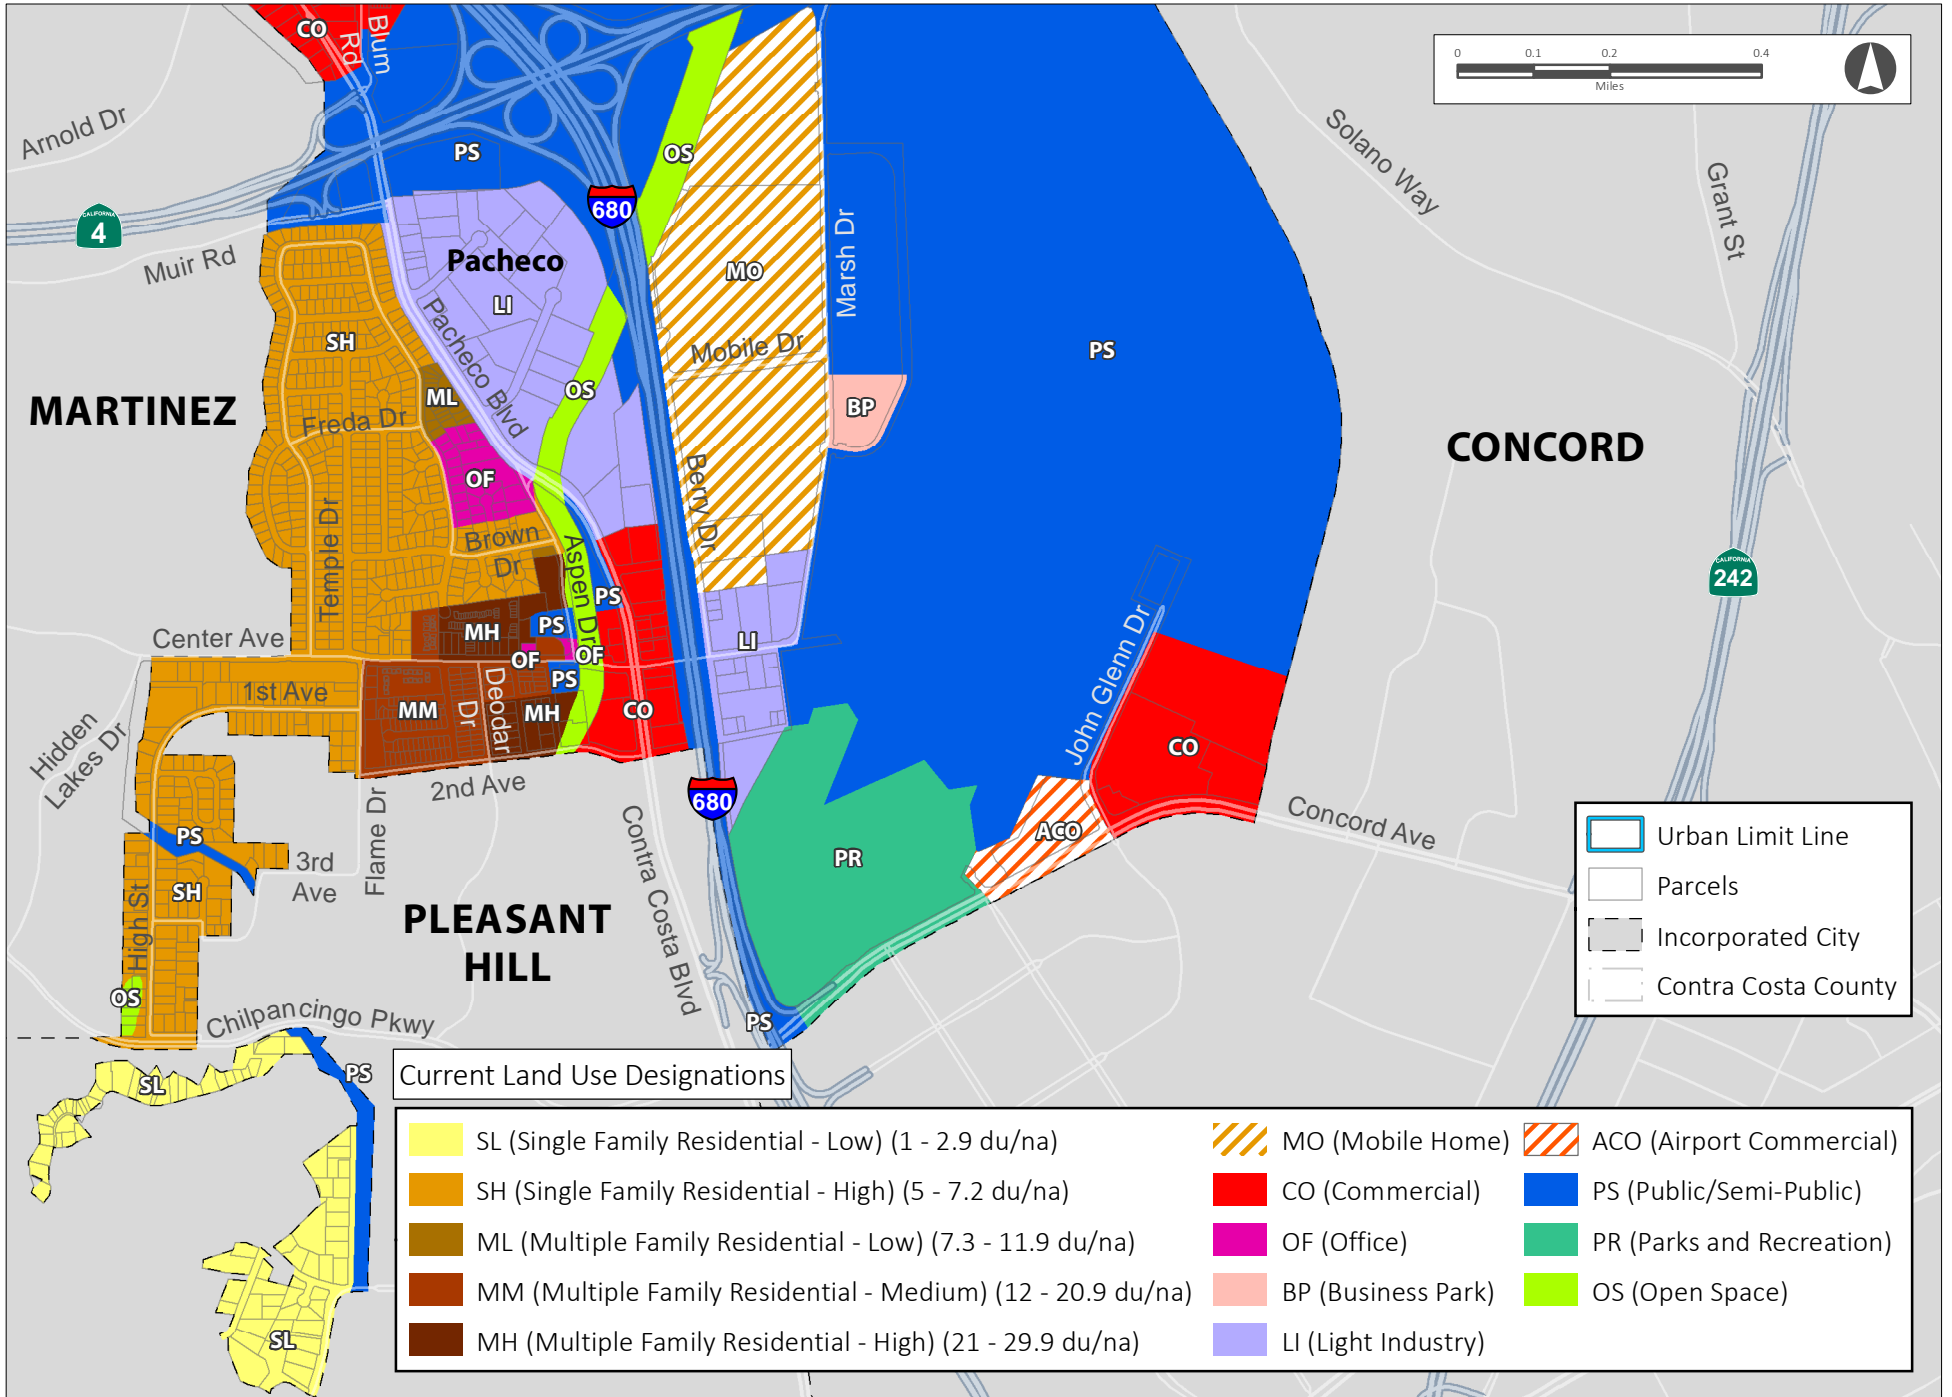 CO
Blum
Rd
0
0.1
0.2
0.4
Miles
Arnold Dr
PS
OS
Solano Way
Grant St
CALIFORNIA
4
680
Muir Rd
Pacheco
LI
MO
Marsh Dr
SH
Pacheco Blvd
Mobile Dr
PS
MARTINEZ
ML
OS
BP
Freda Dr
CONCORD
OF
Berry Dr
Temple Dr
Brown
Dr
Aspen Dr
CALIFORNIA
242
PS
MH
PS
OF
OF
LI
John Glenn Dr
Center Ave
1st Ave
PS
MM
Deodar
Dr
MH
CO
CO
Hidden
Lakes Dr
2nd Ave
680
Concord Ave
PS
Flame Dr
Contra Costa Blvd
ACO
3rd
Ave
PR
SH
High St
PLEASANT
HILL
OS
Chilpancingo Pkwy
PS
SL
PS
SL
Urban Limit Line
Parcels
Incorporated City
Contra Costa County
Current Land Use Designations
SL (Single Family Residential - Low) (1 - 2.9 du/na)
SH (Single Family Residential - High) (5 - 7.2 du/na)
ML (Multiple Family Residential - Low) (7.3 - 11.9 du/na)
MM (Multiple Family Residential - Medium) (12 - 20.9 du/na)
MH (Multiple Family Residential - High) (21 - 29.9 du/na)
MO (Mobile Home)
CO (Commercial)
OF (Office)
BP (Business Park)
LI (Light Industry)
ACO (Airport Commercial)
PS (Public/Semi-Public)
PR (Parks and Recreation)
OS (Open Space)